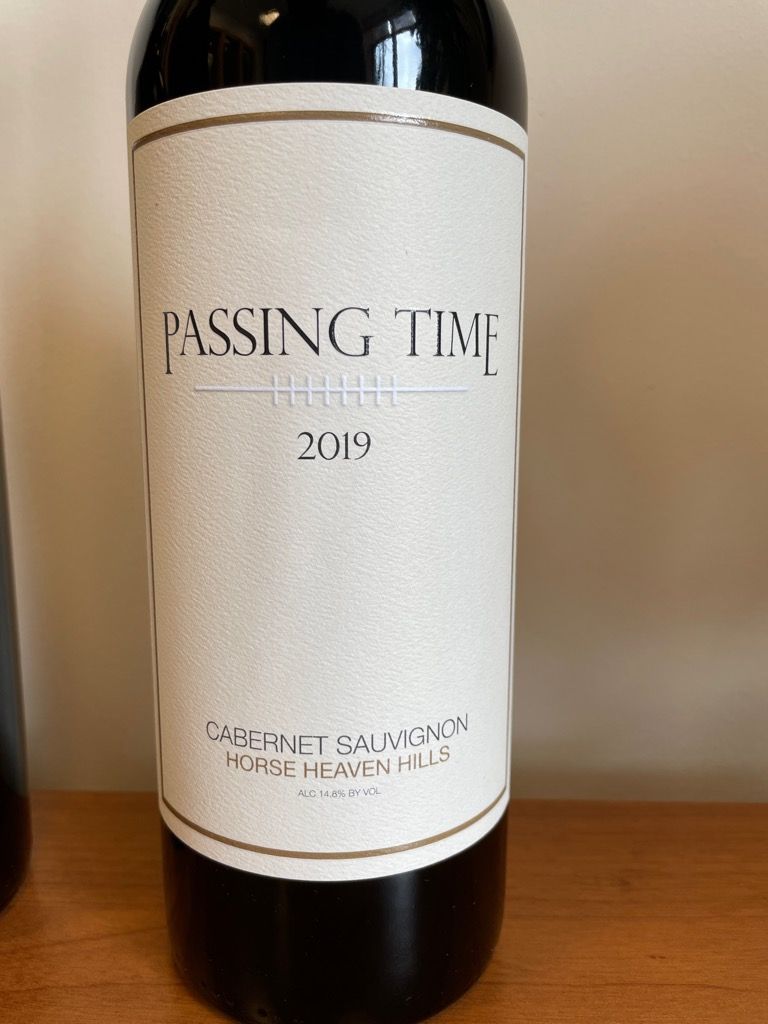 PASSING TIME
2019
CABERNET SAUVIGNON
HORSE HEAVEN HILLS
ALC 14.8% BY VOL